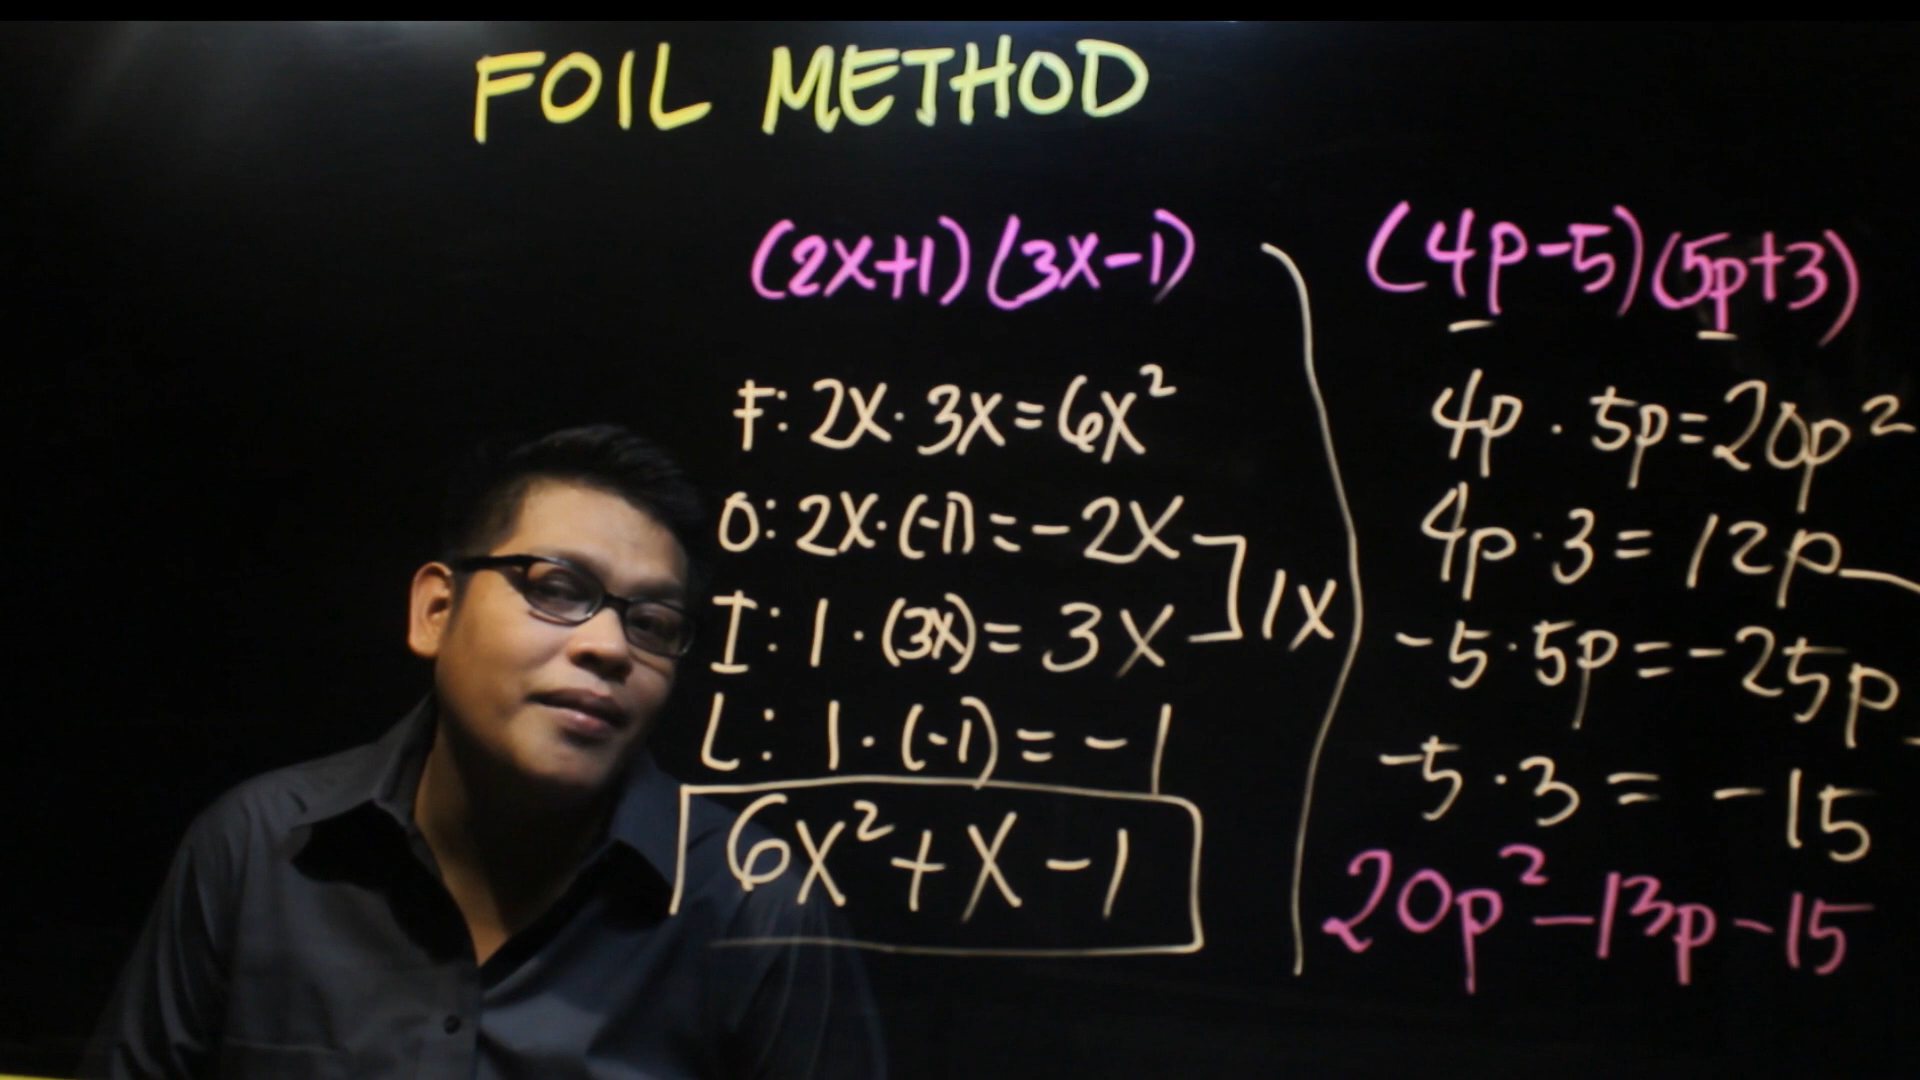 FOIL METHOD
(2x+1)(3x-1)
F: 2x · 3x = 6x²
O: 2x · (-1) = -2x
I: 1 · (3x) = 3x
1x
L: 1 · (-1) = -1
6x² + x - 1
(4p-5)(5p+3)
4p · 5p = 20p²
4p · 3 = 12p
-5 · 5p = -25p
-5 · 3 = -15
20p² - 13p - 15